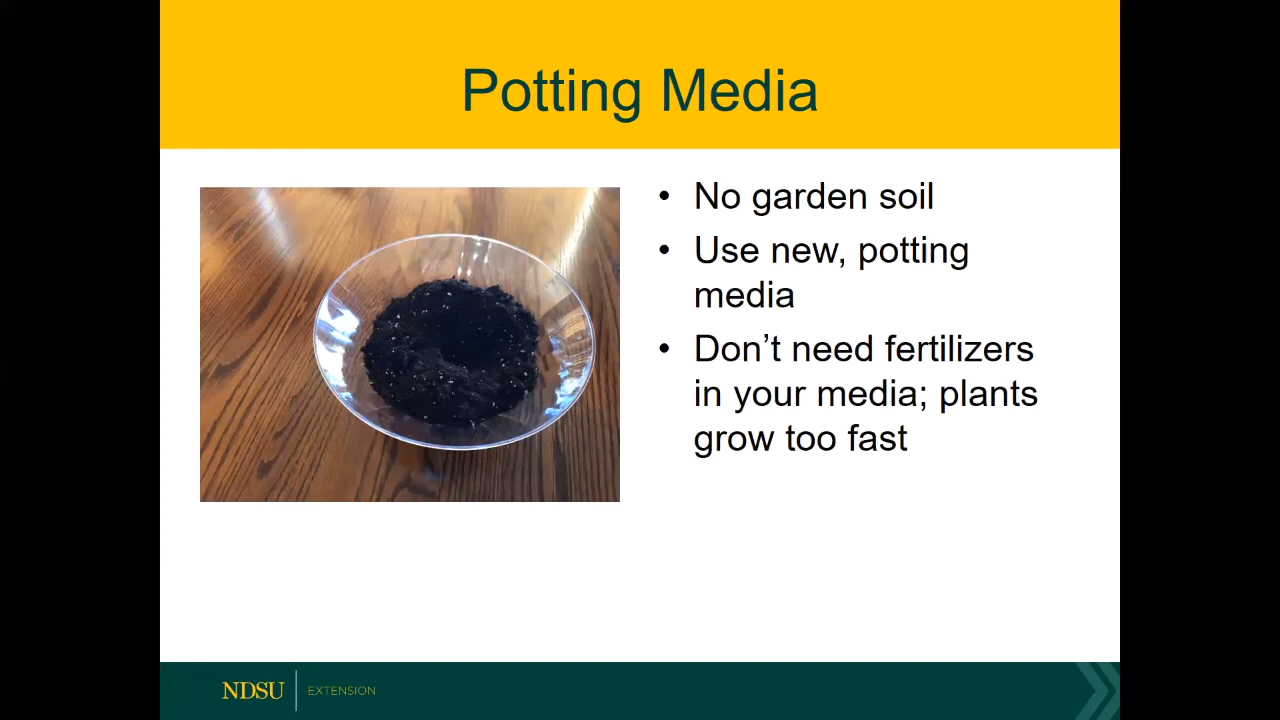 Potting Media
• No garden soil
• Use new, potting
media
• Don’t need fertilizers
in your media; plants
grow too fast
NDSU EXTENSION